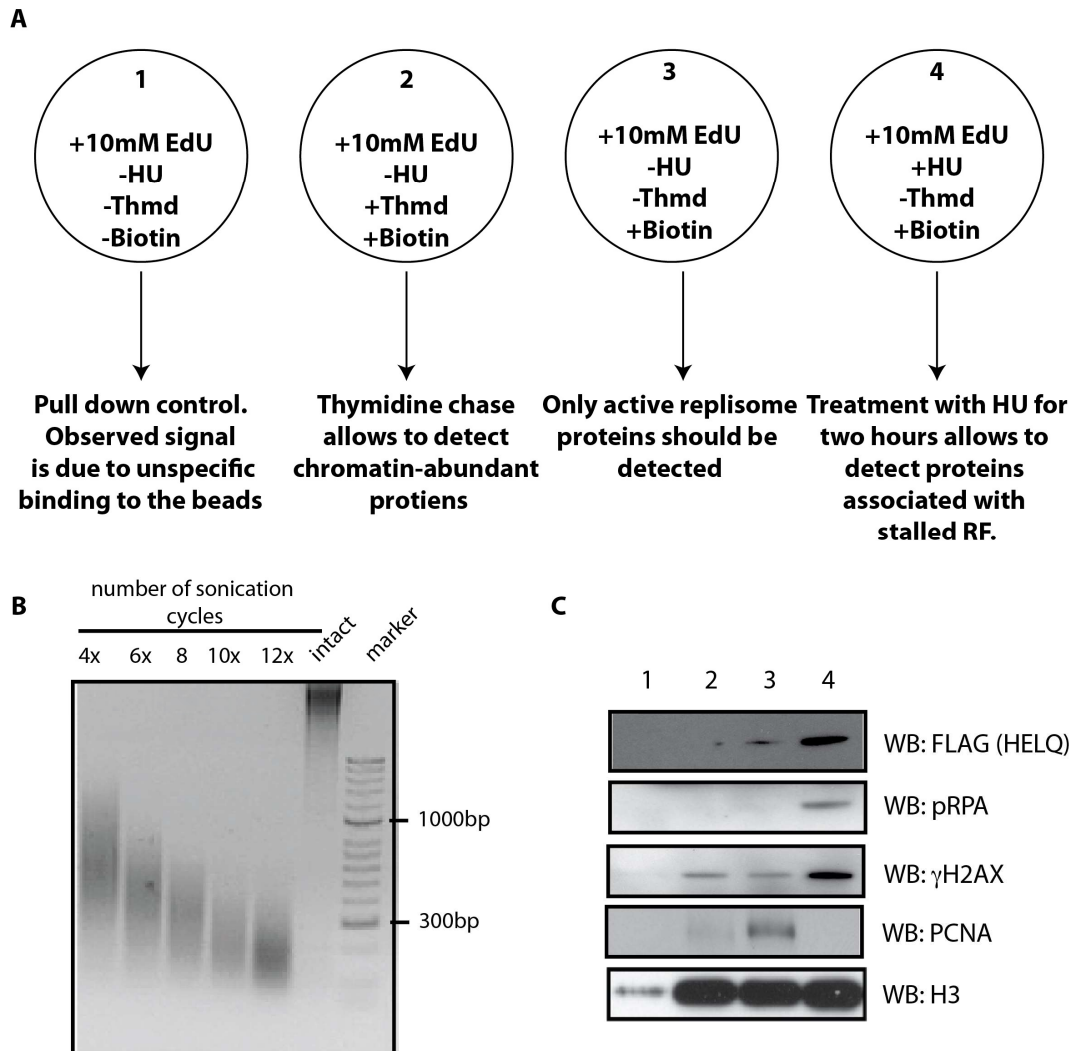 A
1
+10mM EdU
-HU
-Thmd
-Biotin
2
+10mM EdU
-HU
+Thmd
+Biotin
3
+10mM EdU
-HU
-Thmd
+Biotin
4
+10mM EdU
+HU
-Thmd
+Biotin
Pull down control.
Observed signal
is due to unspecific
binding to the beads
Thymidine chase
allows to detect
chromatin-abundant
protiens
Only active replisome
proteins should be
detected
Treatment with HU for
two hours allows to
detect proteins
associated with
stalled RF.
B
number of sonication
cycles
4x 6x 8 10x 12x intact marker
1000bp
300bp
C
1 2 3 4
WB: FLAG (HELQ)
WB: pRPA
WB: γH2AX
WB: PCNA
WB: H3